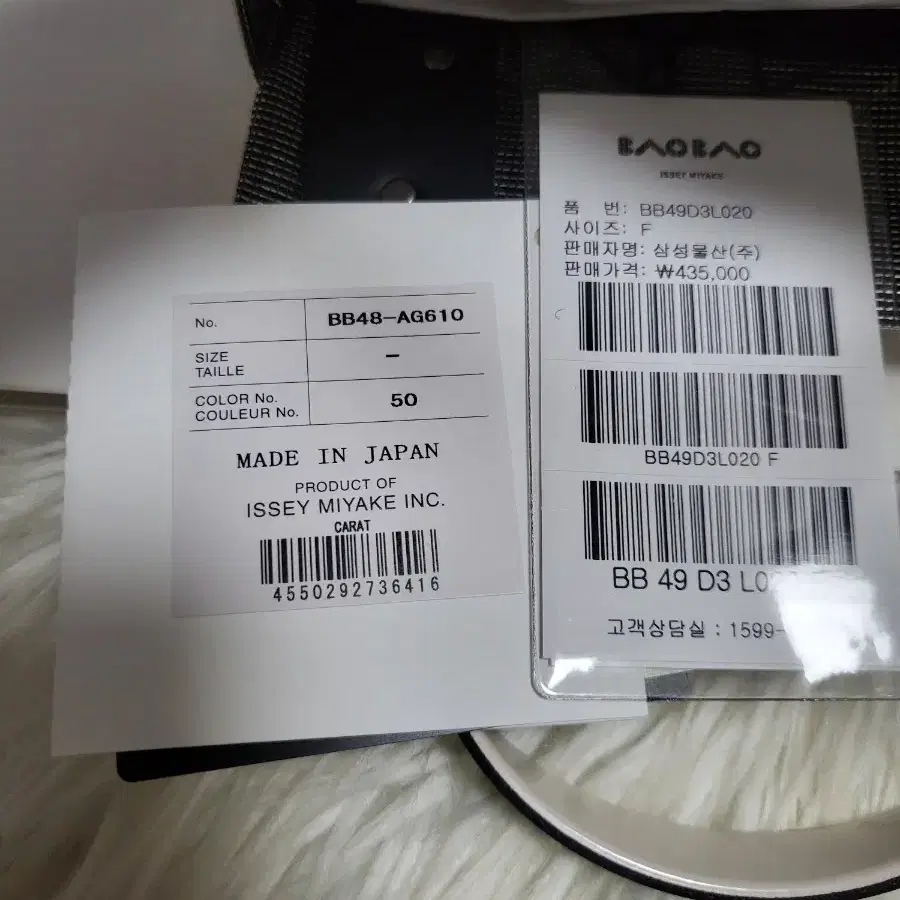 No. BB48-AG610
SIZE
TAILLE -
COLOR No.
COULEUR No. 50
MADE IN JAPAN
PRODUCT OF
ISSEY MIYAKE INC.
CARAT
4550292736416
BAOBAO
ISSEY MIYAKE
품 번: BB49D3L020
사이즈: F
판매자명: 삼성물산(주)
판매가격: ₩435,000
BB49D3L020 F
BB 49 D3
고객상담실 : 1599-